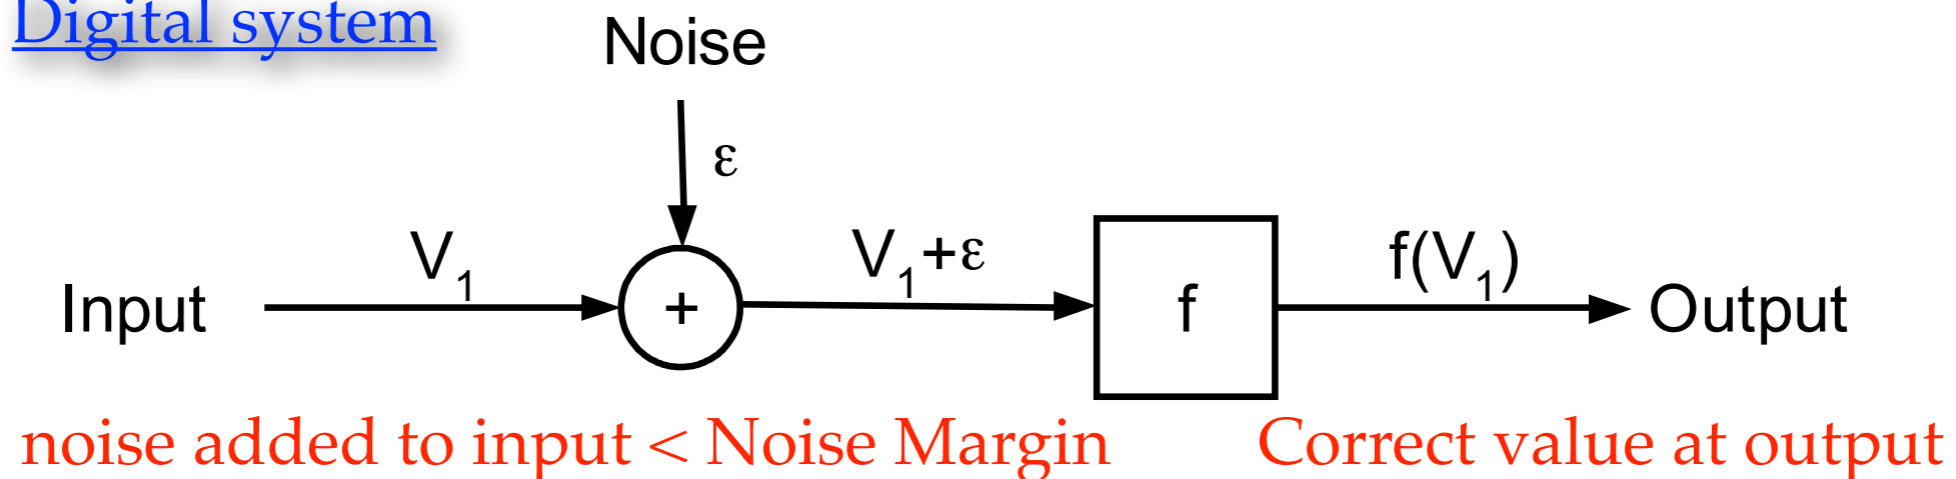 Digital system
Noise
ε
V₁
V₁+ε
f(V₁)
Input
+
f
Output
noise added to input < Noise Margin
Correct value at output